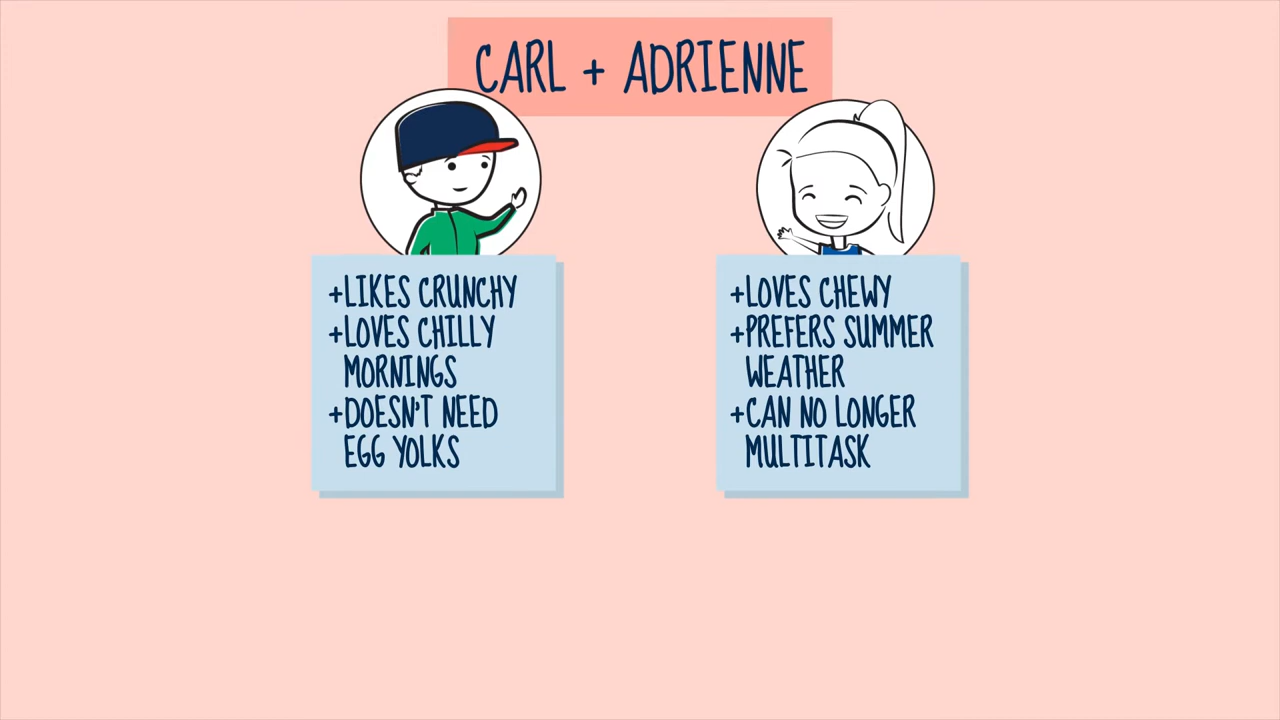 CARL + ADRIENNE
+LIKES CRUNCHY
+LOVES CHILLY
MORNINGS
+DOESN'T NEED
EGG YOLKS
+LOVES CHEWY
+PREFERS SUMMER
WEATHER
+CAN NO LONGER
MULTITASK